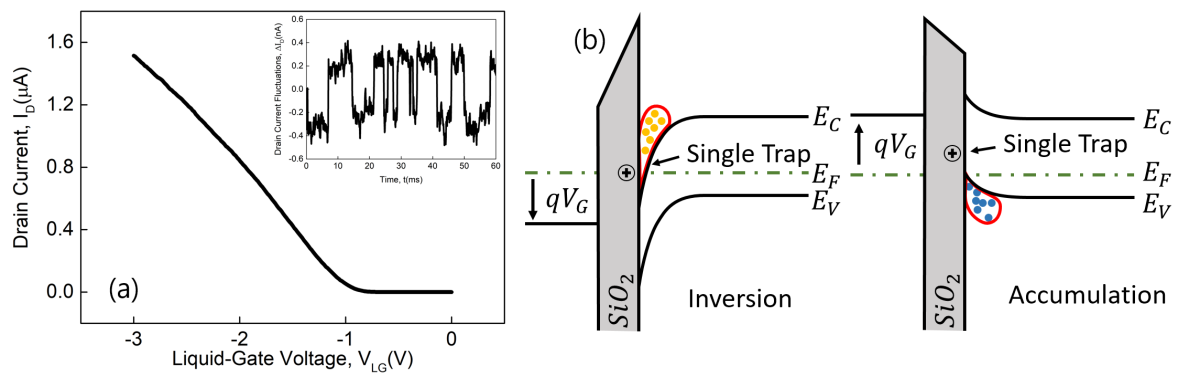 (a)
Drain Current, I_D(μA)
1.6
1.2
0.8
0.4
0.0
-3
-2
-1
0
Liquid-Gate Voltage, V_LG(V)
Drain Current Fluctuations, ΔI_D(nA)
0.6
0.4
0.2
0.0
-0.2
-0.4
-0.6
0
10
20
30
40
50
60
Time, t(ms)
(b)
E_C
Single Trap
E_F
qV_G
E_V
SiO_2
Inversion
E_C
qV_G
Single Trap
E_F
E_V
SiO_2
Accumulation